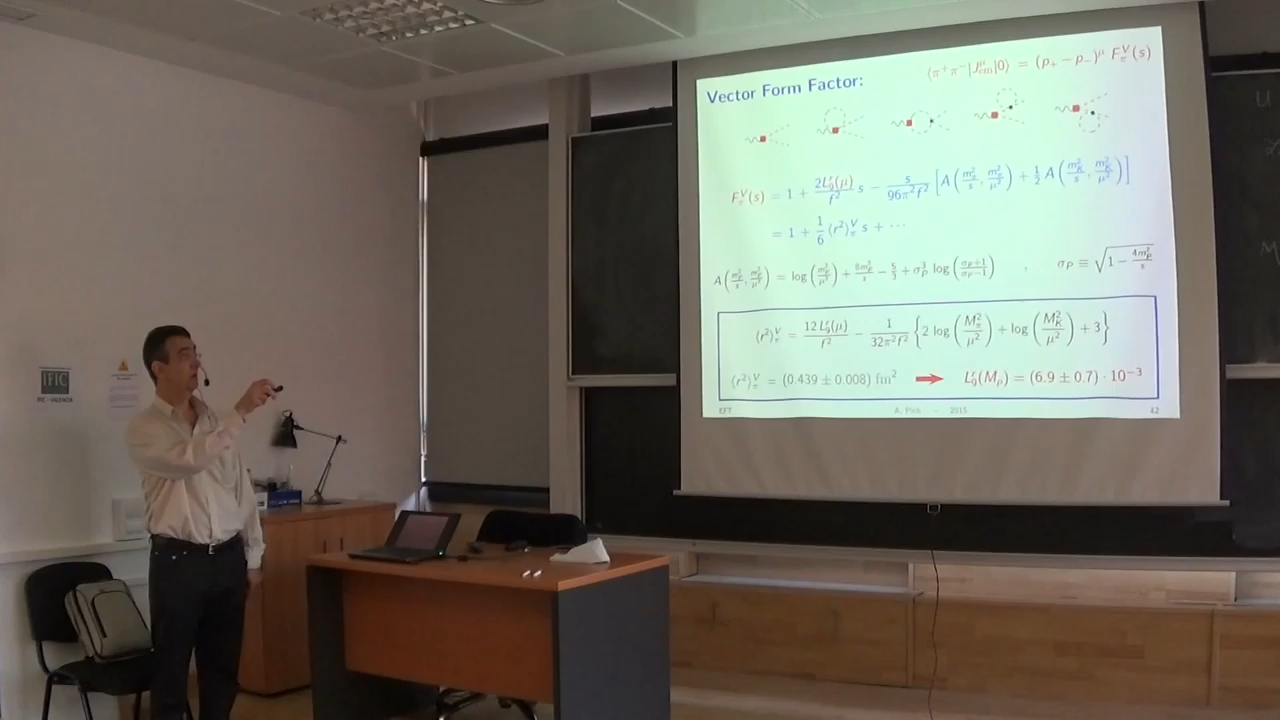 Vector Form Factor:
⟨π⁺π⁻|J^μ_em|0⟩ = (p₊ − p₋)^μ F^V_π(s)
F^V_π(s) = 1 + 2L^r_9(μ)/f² s − s/96π²f² [A(m²_π/s, m²_π/μ²) + ½ A(m²_K/s, m²_K/μ²)]
= 1 + 1/6 ⟨r²⟩^V_π s + ⋯
A(m²_P/s, m²_P/μ²) = log(m²_P/μ²) + 8m²_P/s − 5/3 + σ³_P log(σ_P+1/σ_P−1) , σ_P ≡ √(1 − 4m²_P/s)
⟨r²⟩^V_π = 12 L^r_9(μ)/f² − 1/32π²f² {2 log(M²_π/μ²) + log(M²_K/μ²) + 3}
⟨r²⟩^V_π = (0.439 ± 0.008) fm² ➡ L^r_9(M_ρ) = (6.9 ± 0.7) · 10⁻³
EFT A. Pich − 2015 42
IFIC
IFIC - VALENCIA